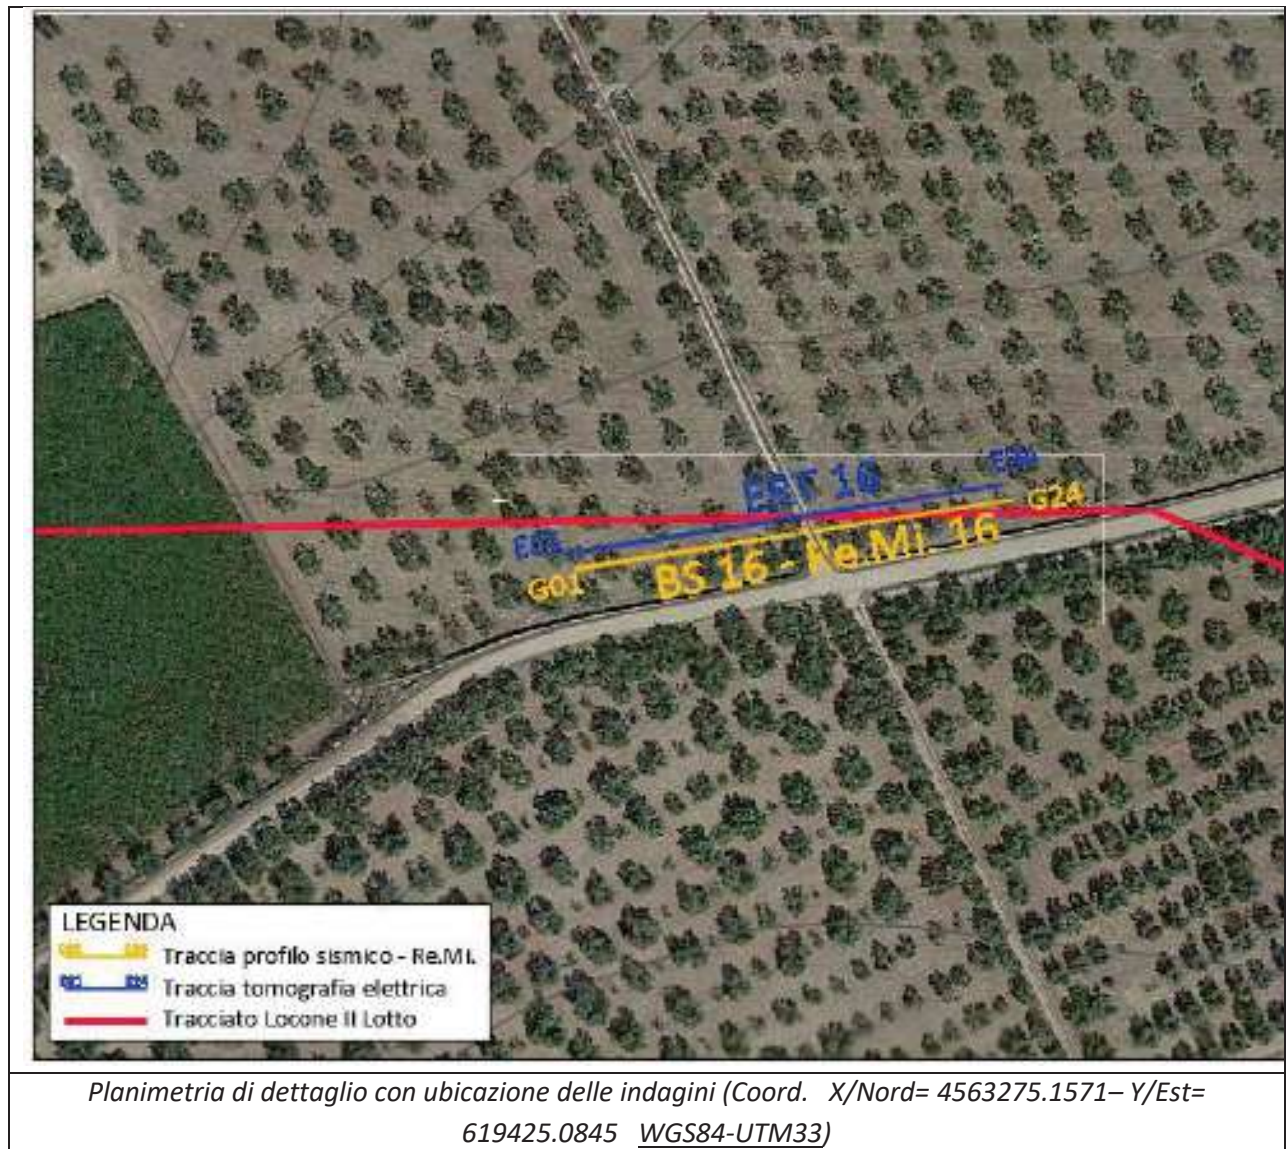 ERT 16
G24
G01
BS 16 - Re.Mi. 16
LEGENDA
Traccia profilo sismico - Re.Mi.
Traccia tomografia elettrica
Tracciato Locone II Lotto
Planimetria di dettaglio con ubicazione delle indagini (Coord. X/Nord= 4563275.1571– Y/Est=
619425.0845 WGS84-UTM33)